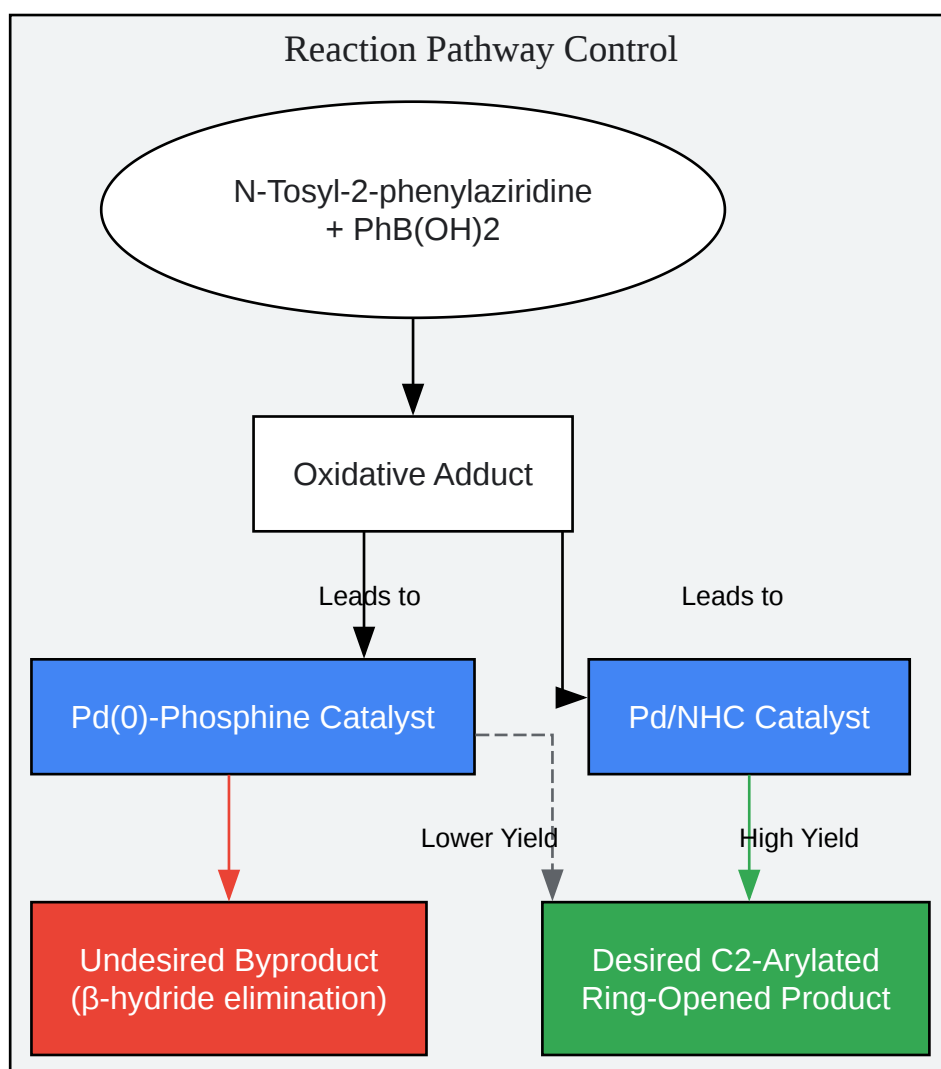 Reaction Pathway Control
N-Tosyl-2-phenylaziridine
+ PhB(OH)2
Oxidative Adduct
Leads to
Leads to
Pd(0)-Phosphine Catalyst
Pd/NHC Catalyst
Lower Yield
High Yield
Undesired Byproduct
(β-hydride elimination)
Desired C2-Arylated
Ring-Opened Product